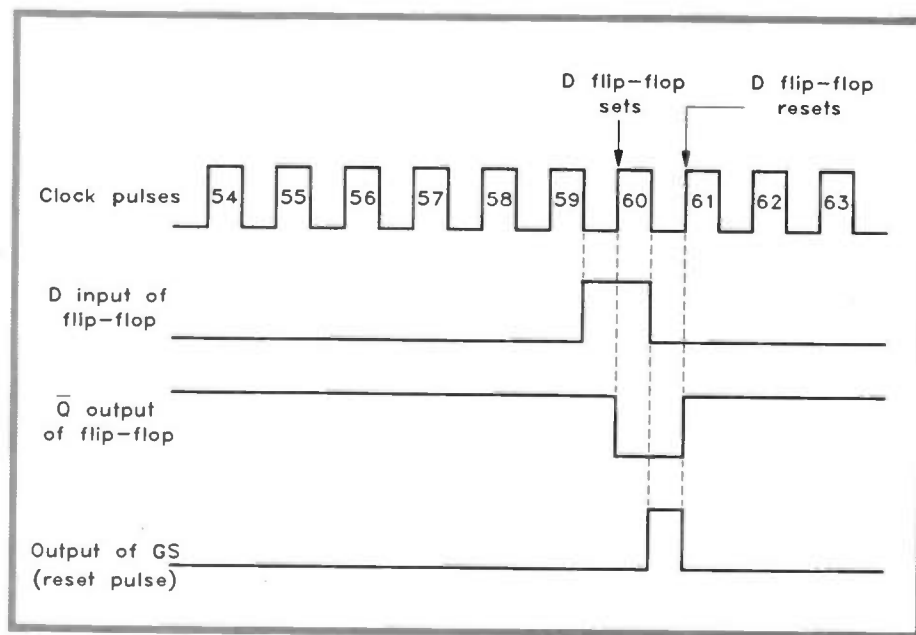 D flip-flop
sets
D flip-flop
resets
Clock pulses
54 55 56 57 58 59 60 61 62 63
D input of
flip-flop
Q̅ output
of flip-flop
Output of GS
(reset pulse)